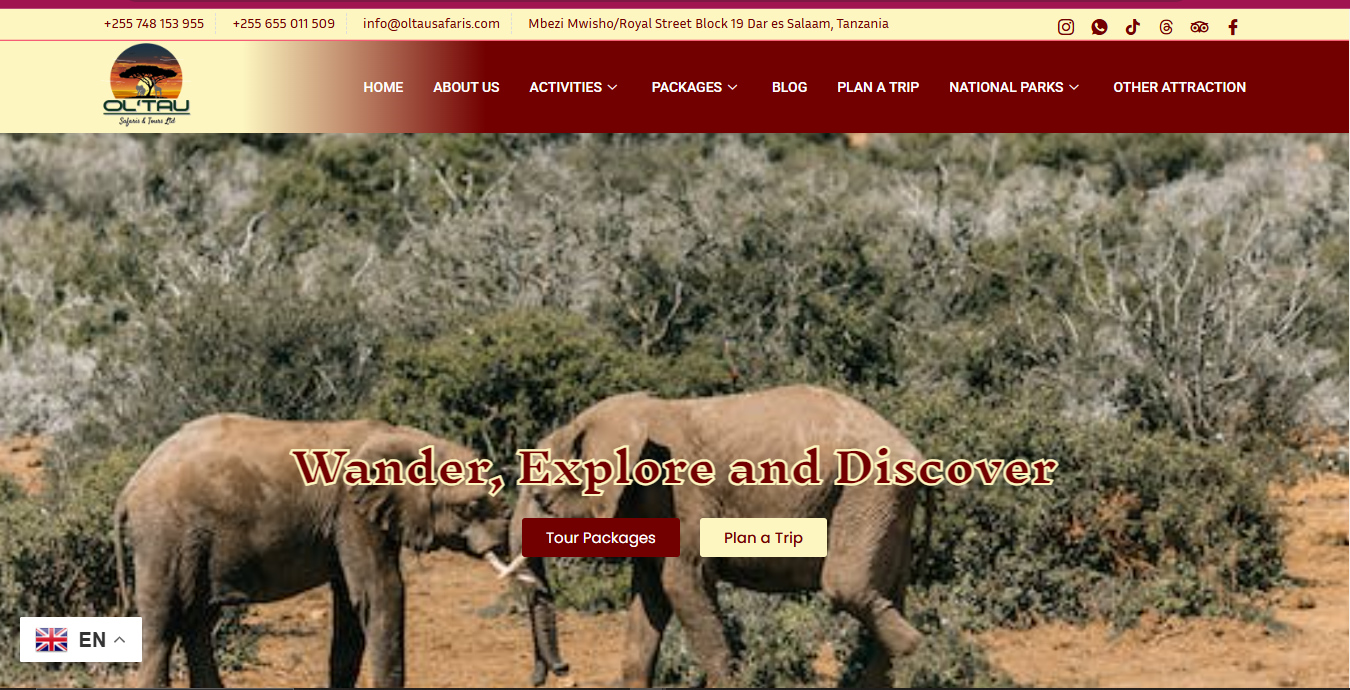 +255 748 153 955 +255 655 011 509 info@oltausafaris.com Mbezi Mwisho/Royal Street Block 19 Dar es Salaam, Tanzania
OL'TAU
Safaris & Tours Ltd
HOME ABOUT US ACTIVITIES PACKAGES BLOG PLAN A TRIP NATIONAL PARKS OTHER ATTRACTION
Wander, Explore and Discover
Tour Packages Plan a Trip
EN